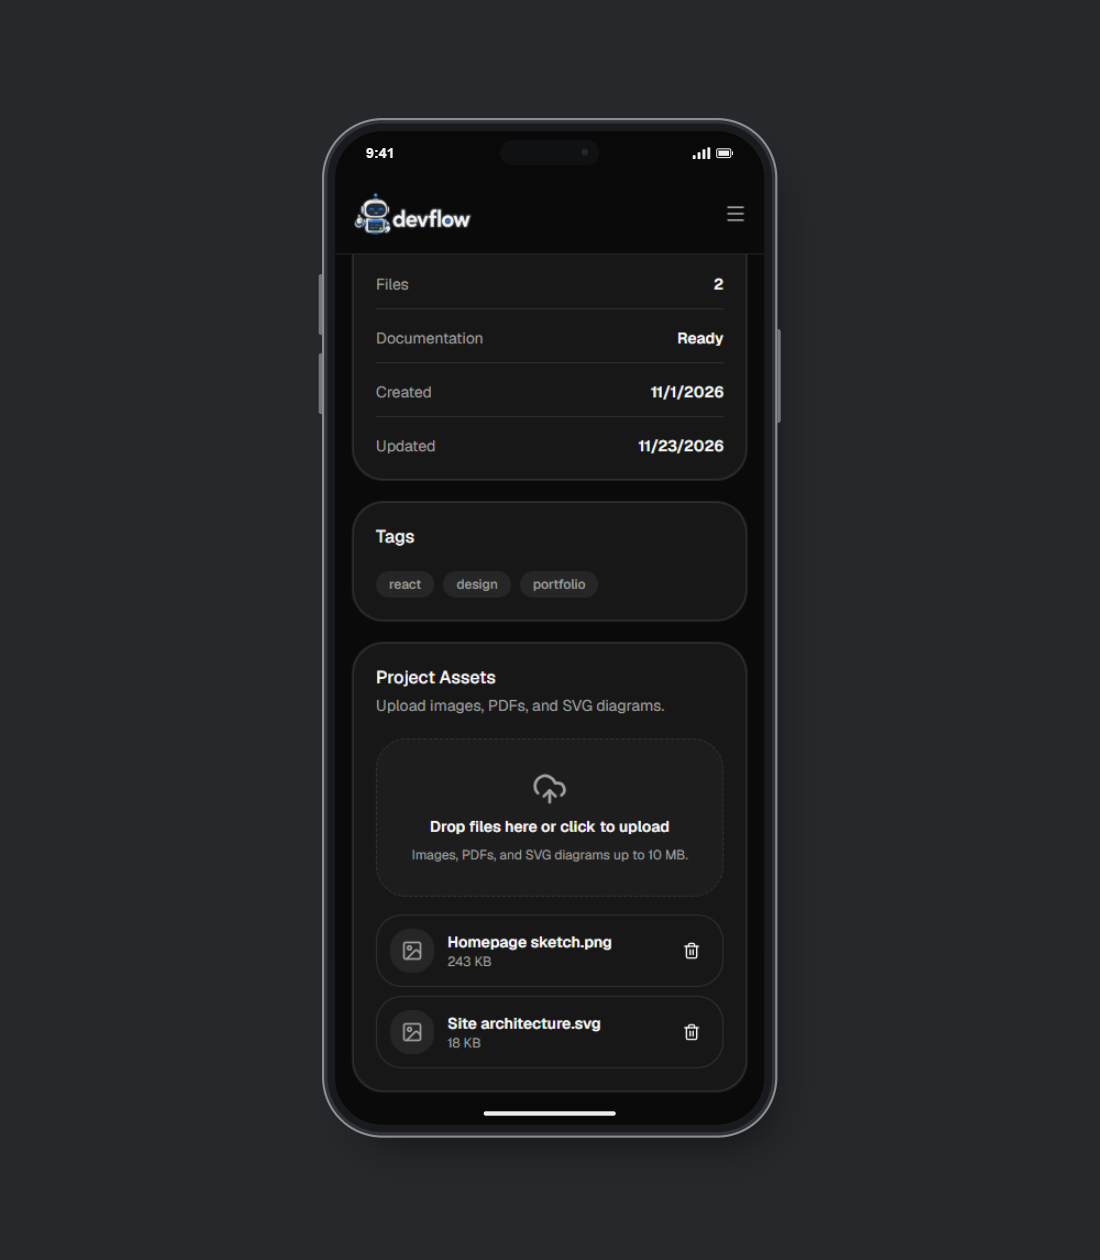 9:41
devflow
Files 2
Documentation Ready
Created 11/1/2026
Updated 11/23/2026
Tags
react design portfolio
Project Assets
Upload images, PDFs, and SVG diagrams.
Drop files here or click to upload
Images, PDFs, and SVG diagrams up to 10 MB.
Homepage sketch.png
243 KB
Site architecture.svg
18 KB